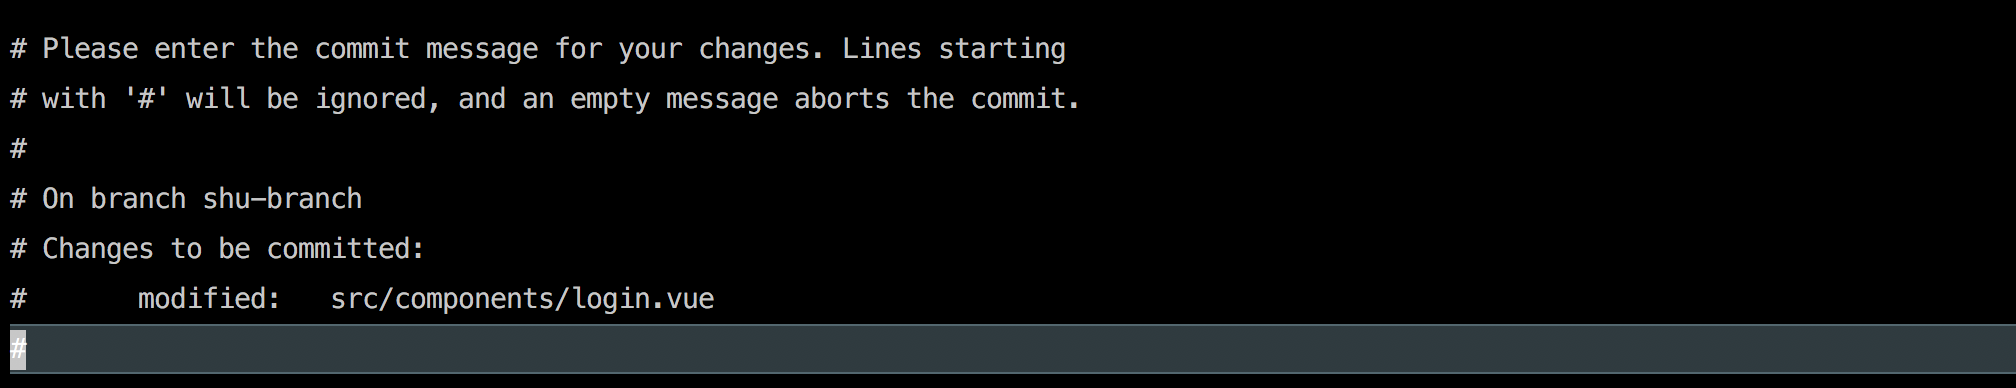 # Please enter the commit message for your changes. Lines starting
# with '#' will be ignored, and an empty message aborts the commit.
#
# On branch shu-branch
# Changes to be committed:
#       modified:   src/components/login.vue
#